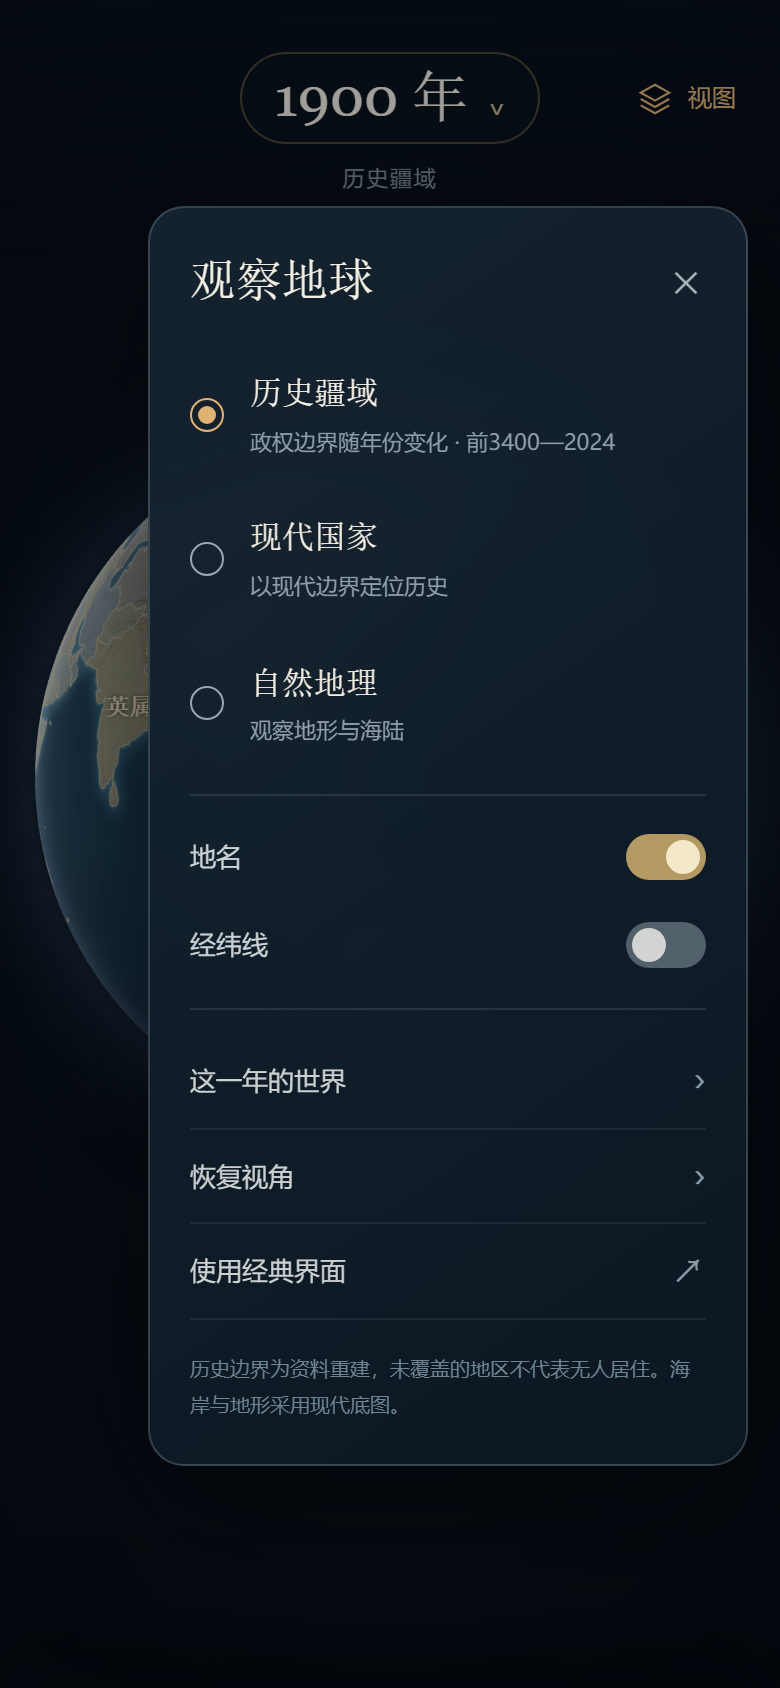 1900 年
视图
历史疆域
观察地球
历史疆域
政权边界随年份变化 · 前3400—2024
现代国家
以现代边界定位历史
自然地理
观察地形与海陆
英属
地名
经纬线
这一年的世界
恢复视角
使用经典界面
历史边界为资料重建，未覆盖的地区不代表无人居住。海
岸与地形采用现代底图。